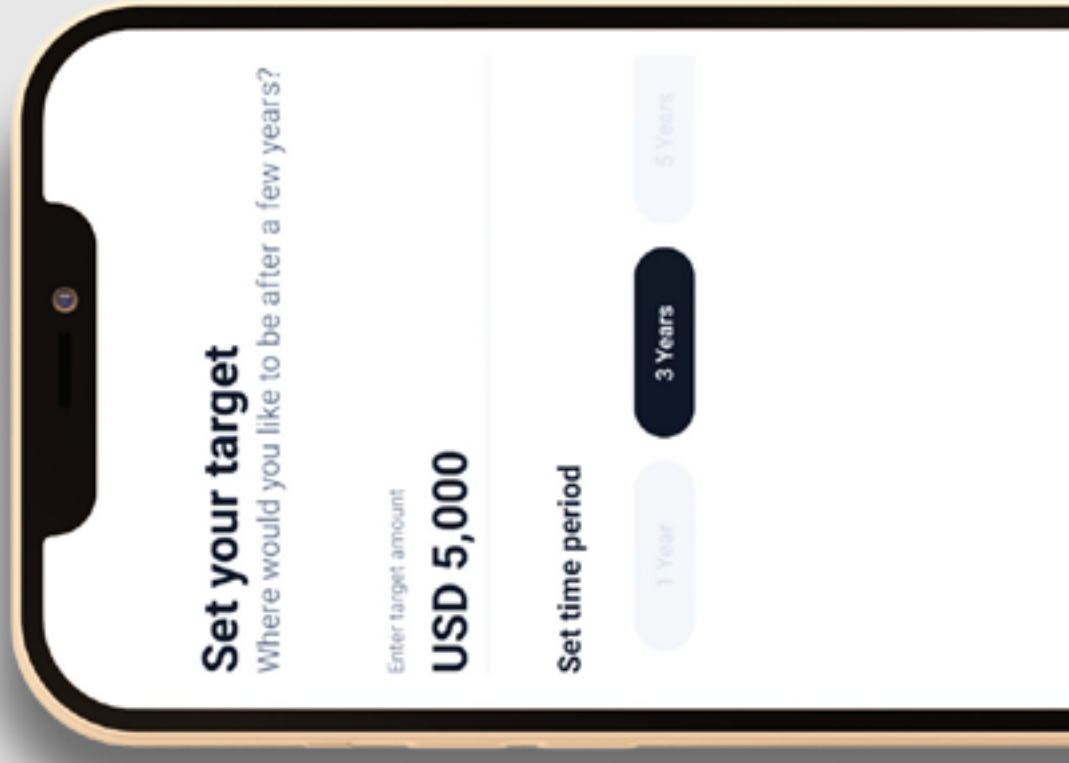 Set your target
Where would you like to be after a few years?
Enter target amount
USD 5,000
Set time period
1 Year
3 Years
5 Years